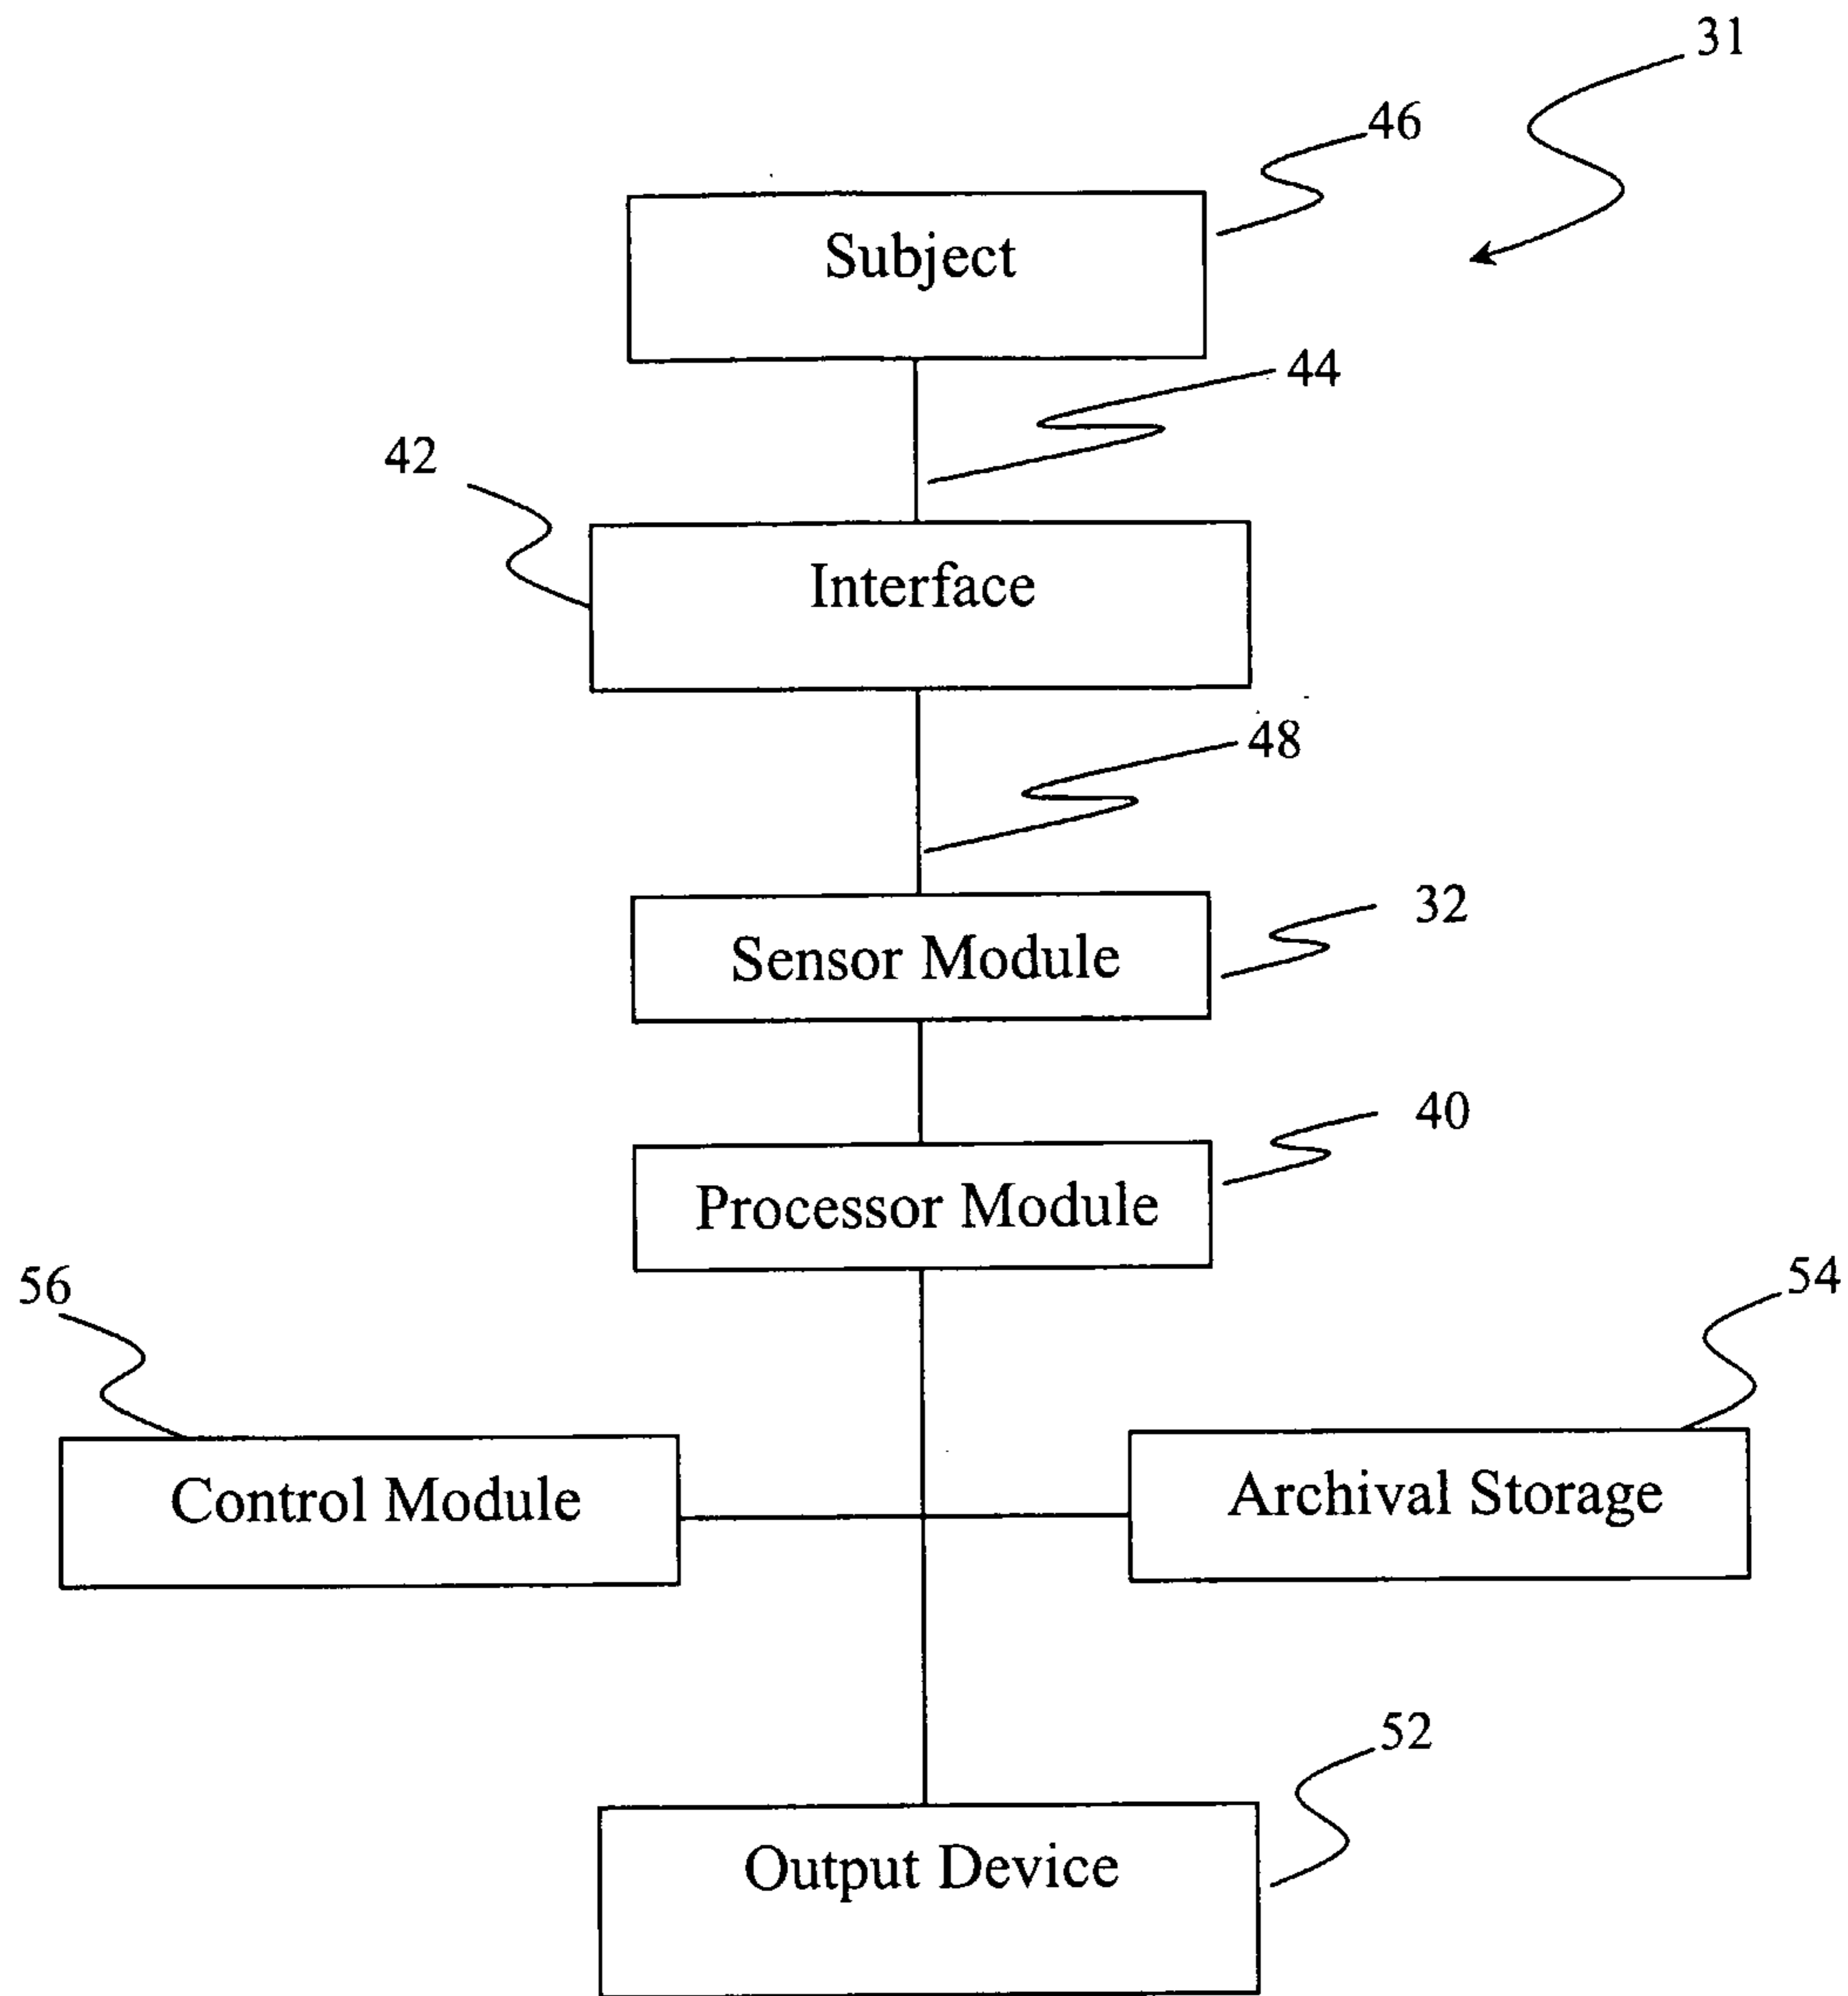 31
46
Subject
44
42
Interface
48
32
Sensor Module
40
Processor Module
56
54
Control Module
Archival Storage
52
Output Device